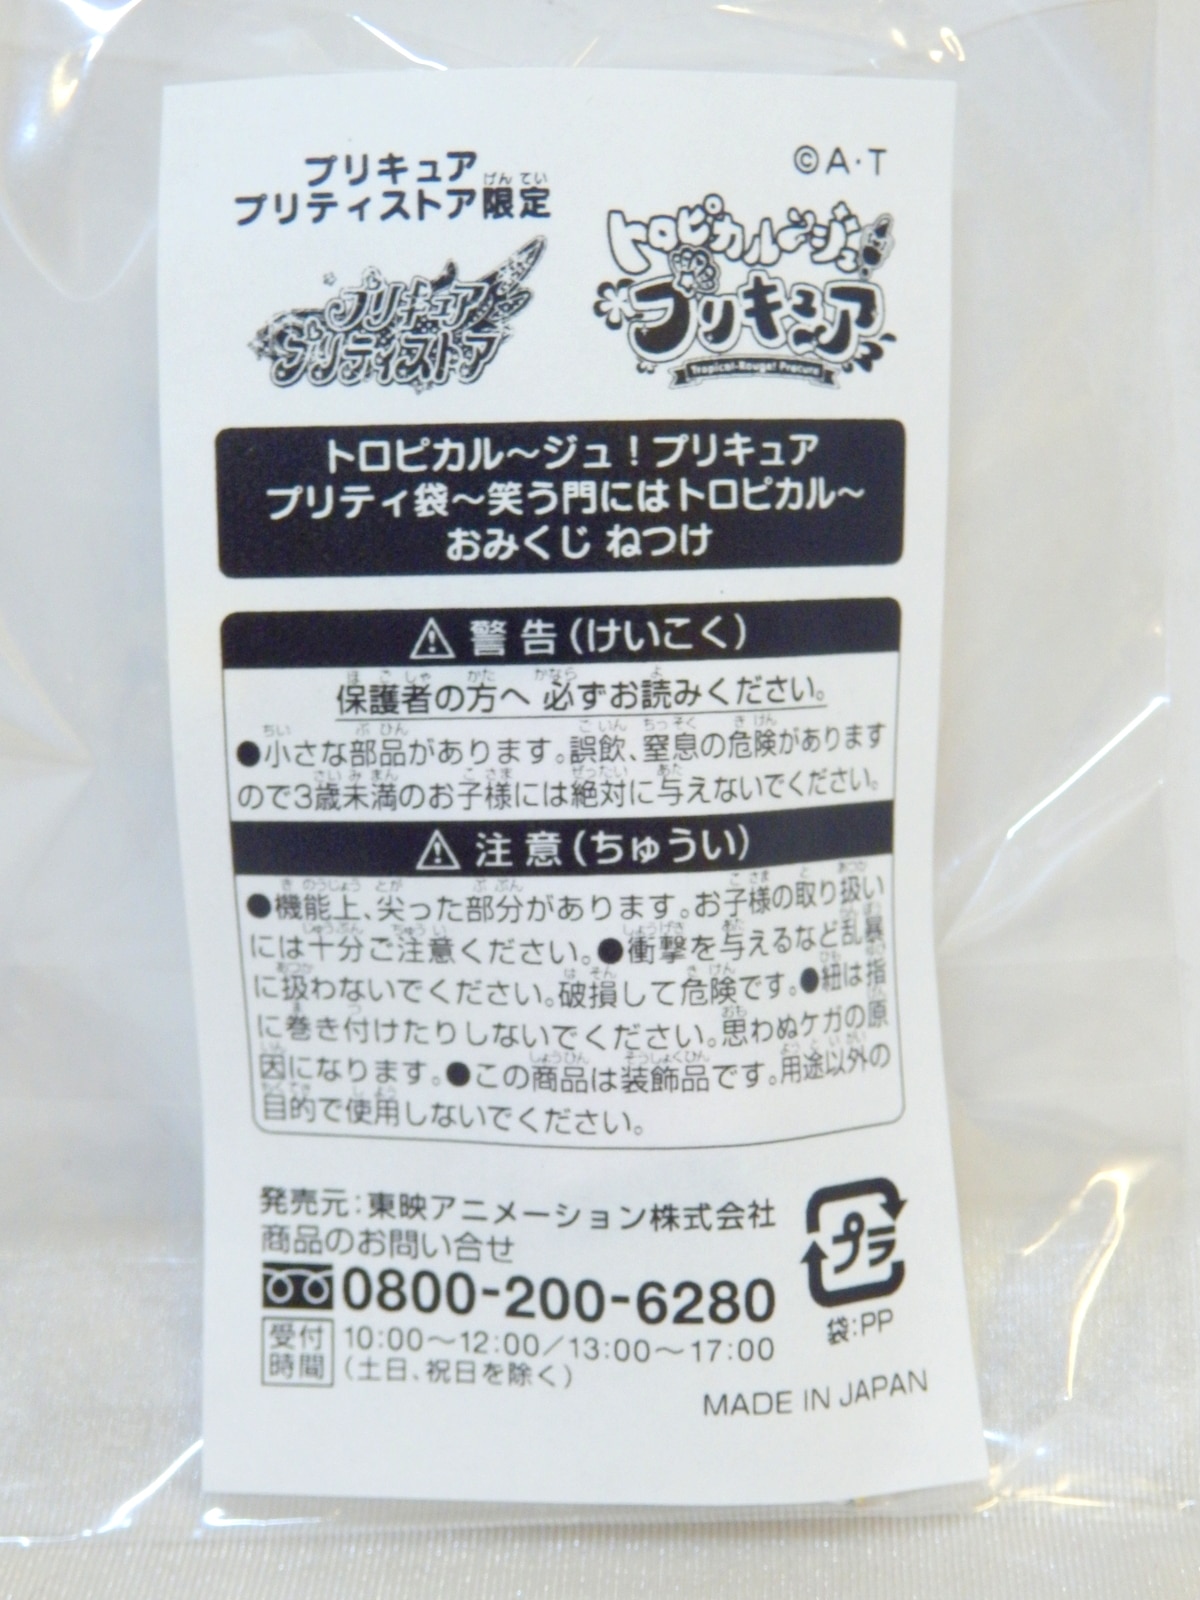 プリキュア
プリティストア限定
げんてい
©A・T
プリキュア
プリティストア
トロピカル〜ジュ!
プリキュア
Tropical-Rouge! Precure
トロピカル〜ジュ!プリキュア
プリティ袋〜笑う門にはトロピカル〜
おみくじ ねつけ
⚠ 警告(けいこく)
保護者の方へ 必ずお読みください。
●小さな部品があります。誤飲、窒息の危険があります
ので3歳未満のお子様には絶対に与えないでください。
⚠ 注意(ちゅうい)
●機能上、尖った部分があります。お子様の取り扱い
には十分ご注意ください。●衝撃を与えるなど乱暴
に扱わないでください。破損して危険です。●紐は指
に巻き付けたりしないでください。思わぬケガの原
因になります。●この商品は装飾品です。用途以外の
目的で使用しないでください。
発売元:東映アニメーション株式会社
商品のお問い合せ
0800-200-6280
受付時間 10:00〜12:00/13:00〜17:00
(土日、祝日を除く)
プラ
袋:PP
MADE IN JAPAN